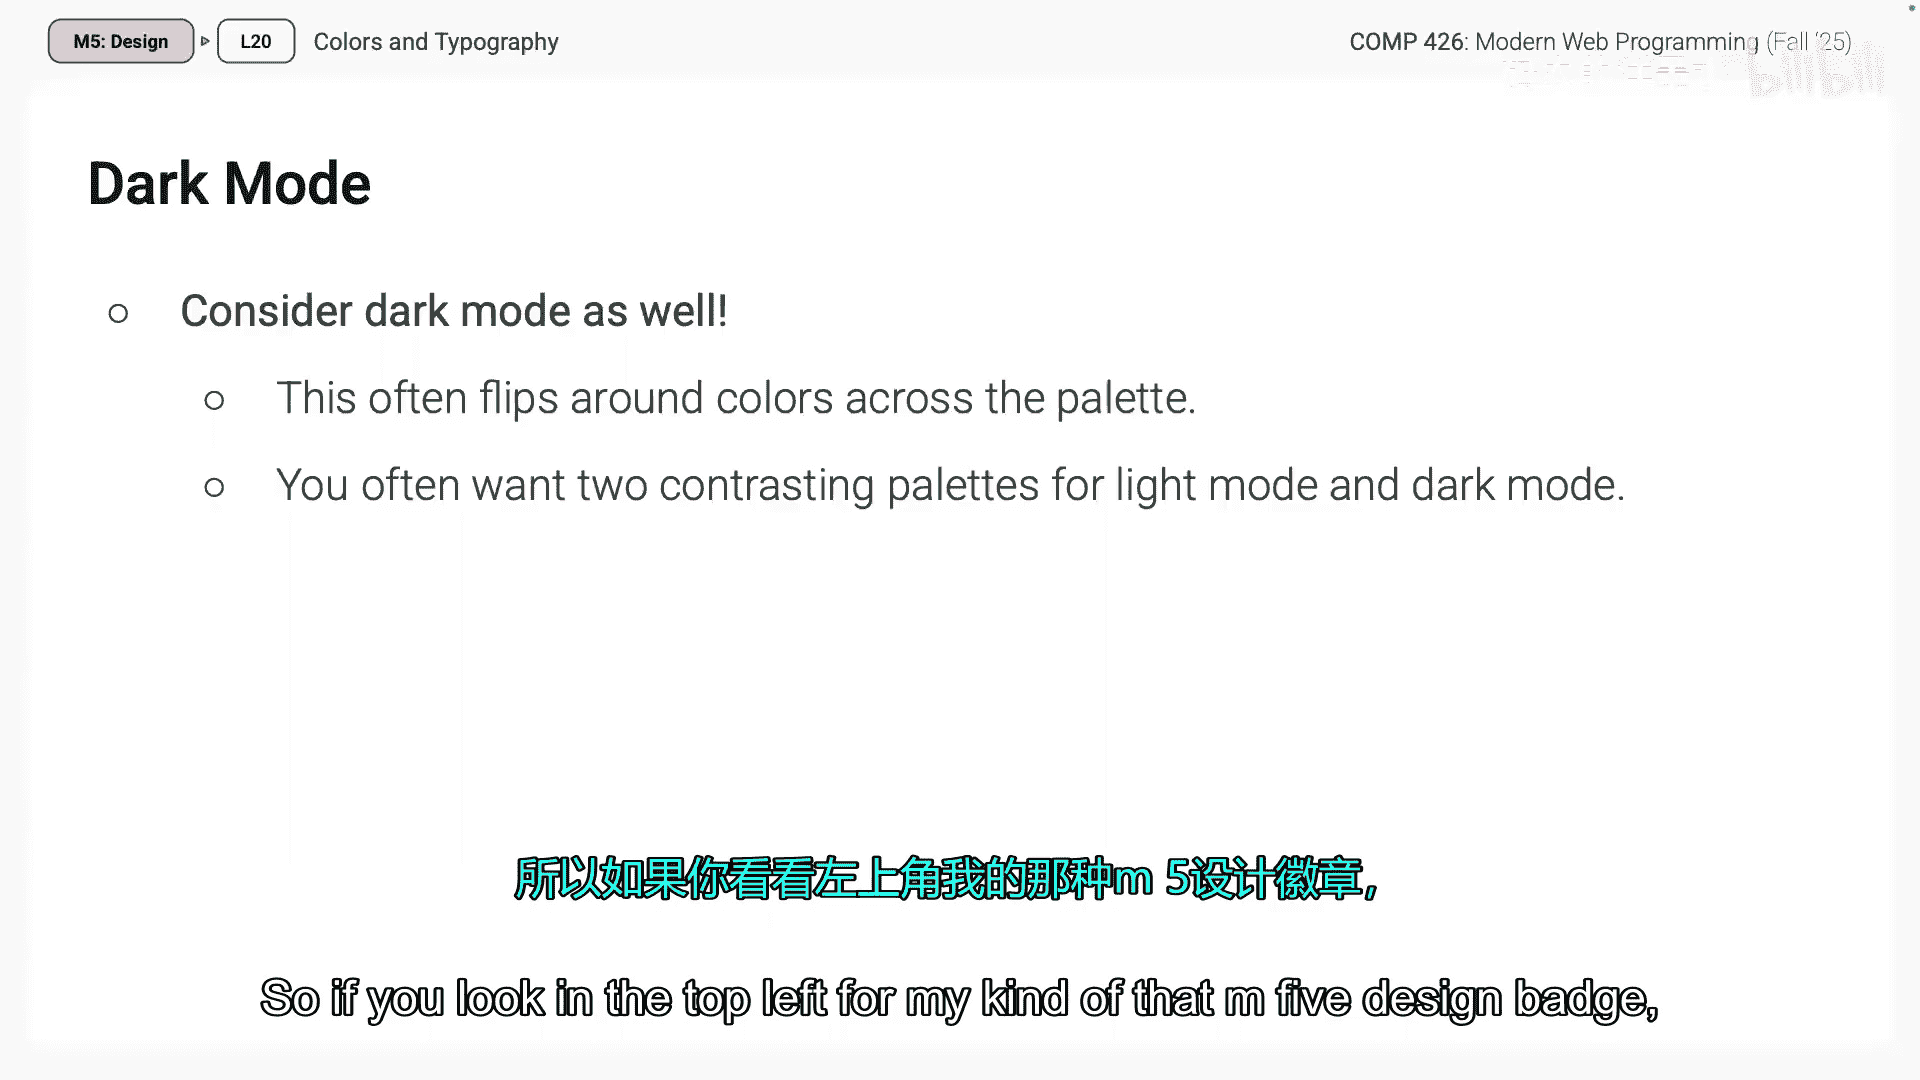 M5: Design
L20
Colors and Typography
COMP 426: Modern Web Programming (Fall '25)
bilibili
Dark Mode
Consider dark mode as well!
This often flips around colors across the palette.
You often want two contrasting palettes for light mode and dark mode.
所以如果你看看左上角我的那种m 5设计徽章，
So if you look in the top left for my kind of that m five design badge,